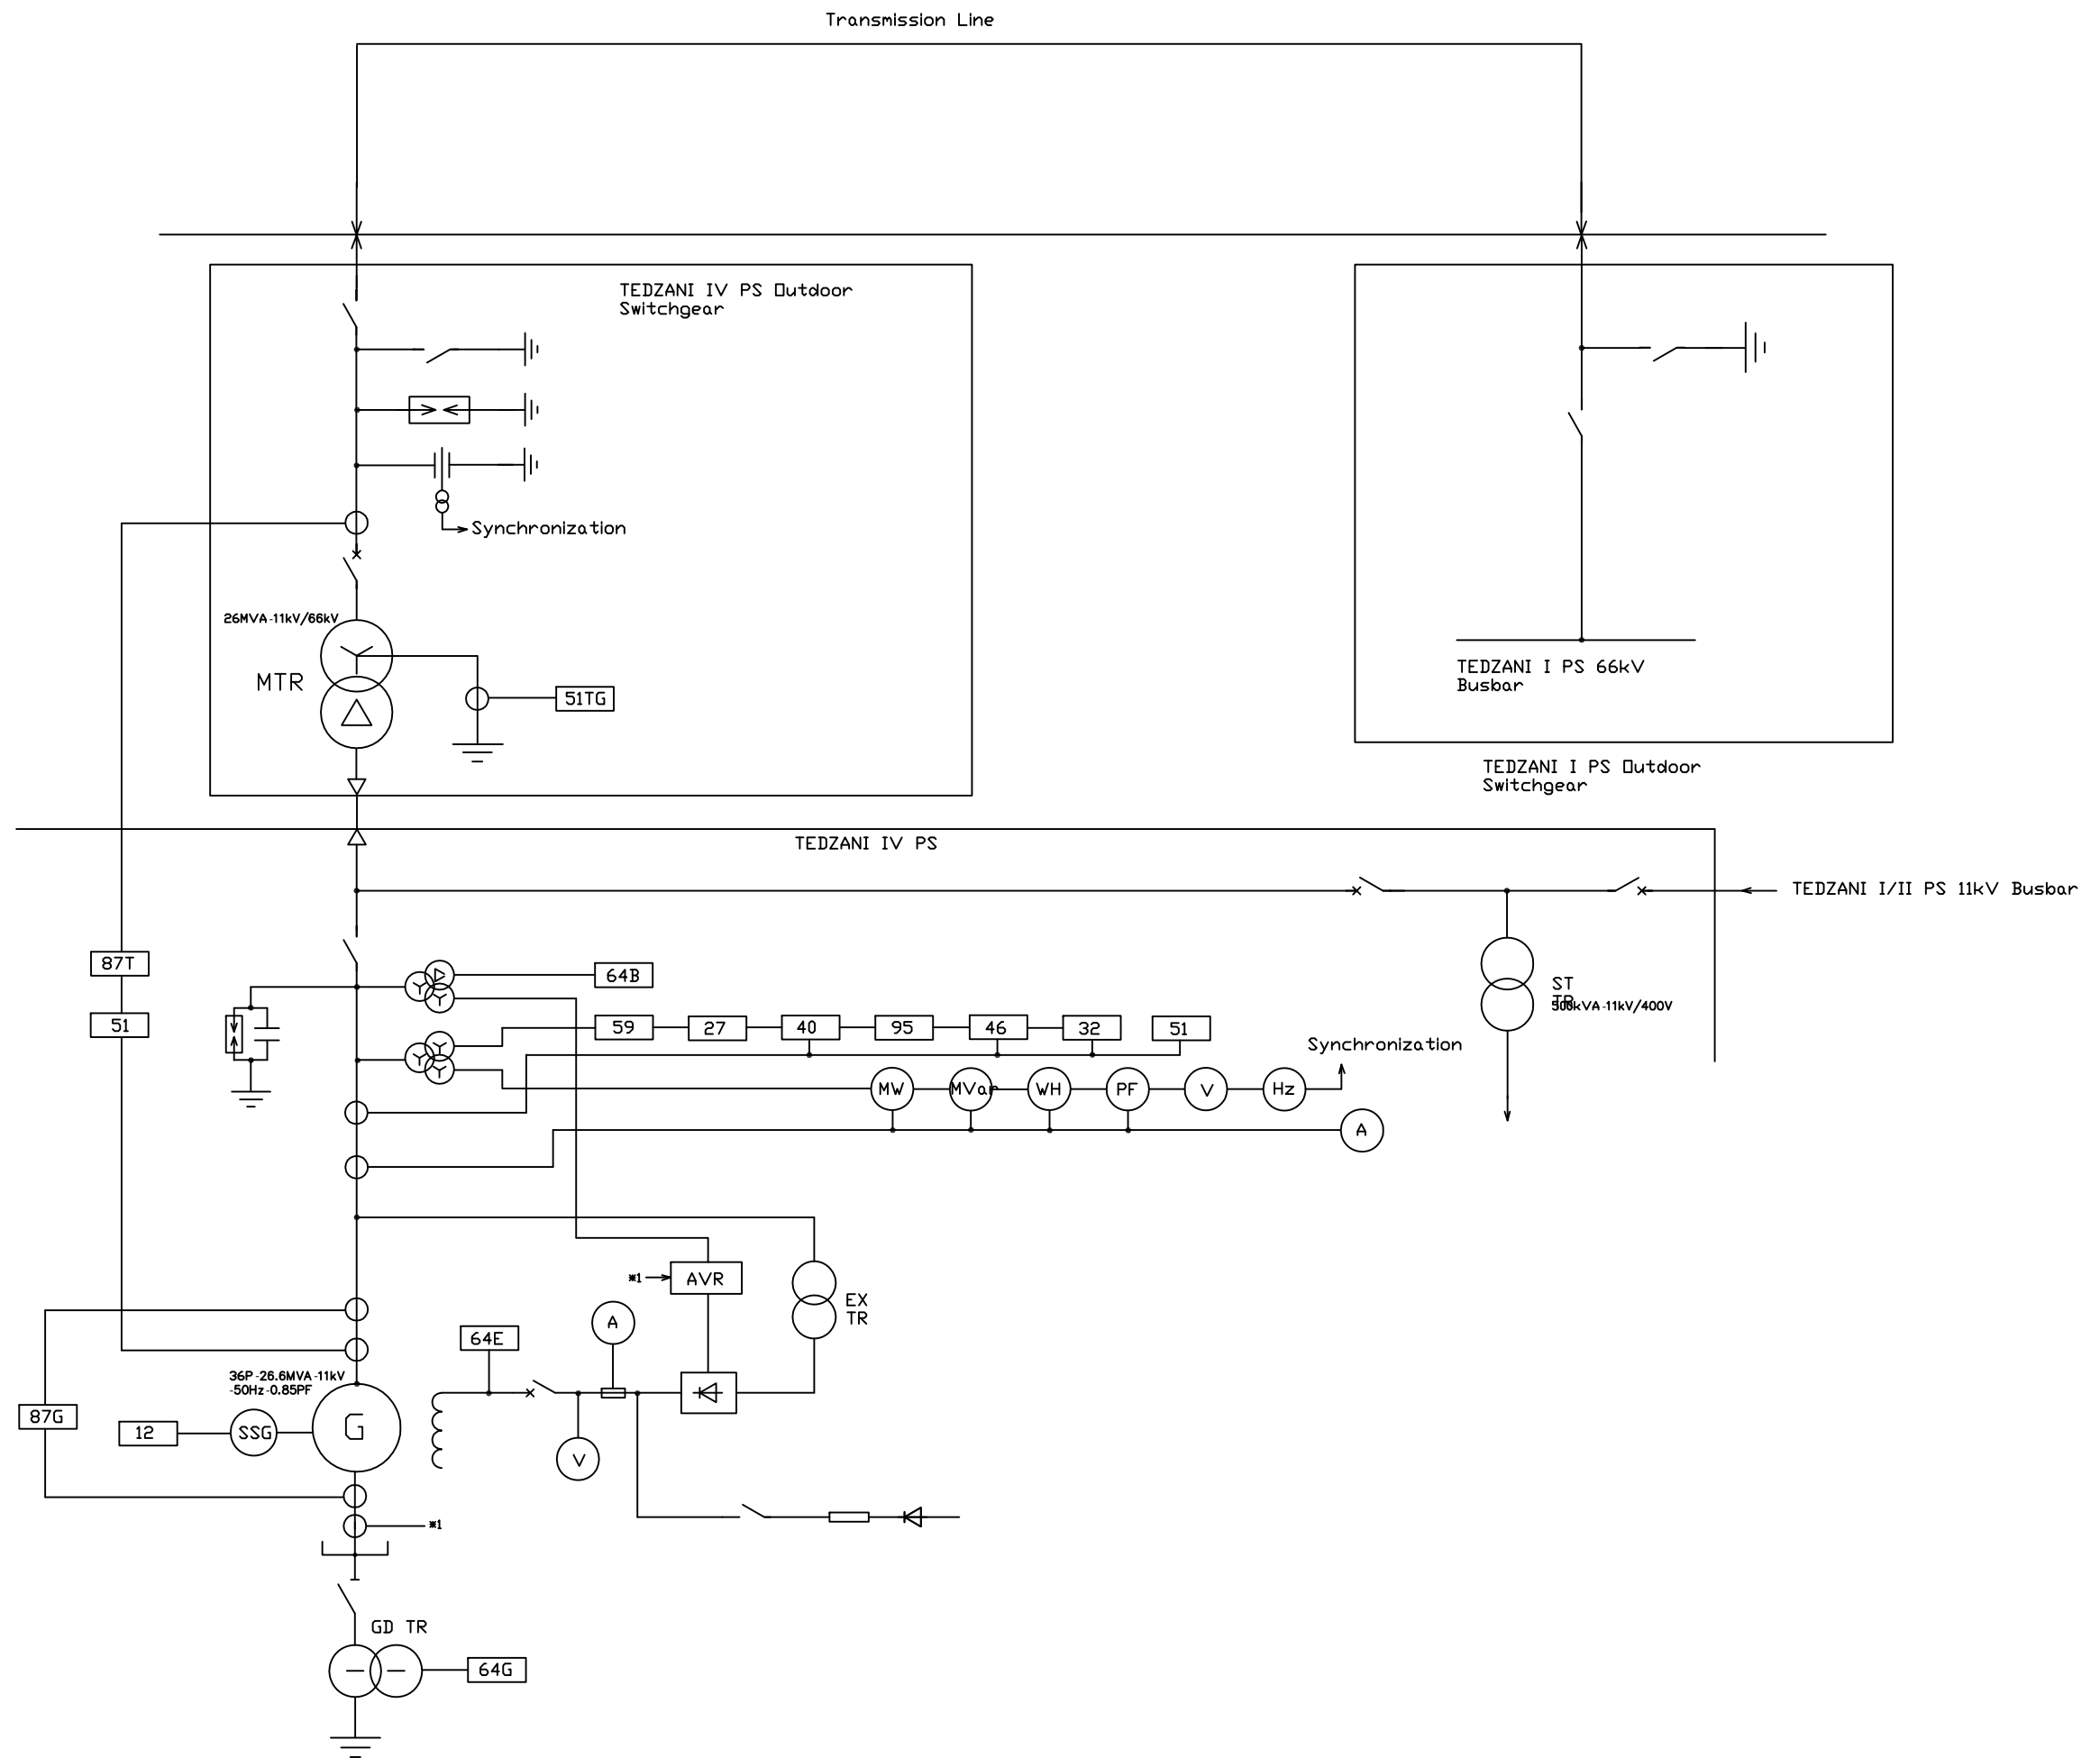 Transmission Line
TEDZANI IV PS Outdoor
Switchgear
Synchronization
26MVA-11kV/66kV
MTR
51TG
TEDZANI I PS 66kV
Busbar
TEDZANI I PS Outdoor
Switchgear
TEDZANI IV PS
TEDZANI I/II PS 11kV Busbar
87T
64B
ST
TR
500kVA-11kV/400V
51
59
27
40
95
46
32
51
Synchronization
MW
MVar
WH
PF
V
Hz
A
*1
AVR
EX
TR
A
64E
36P-26.6MVA-11kV
-50Hz-0.85PF
87G
12
SSG
G
V
*1
GD TR
64G